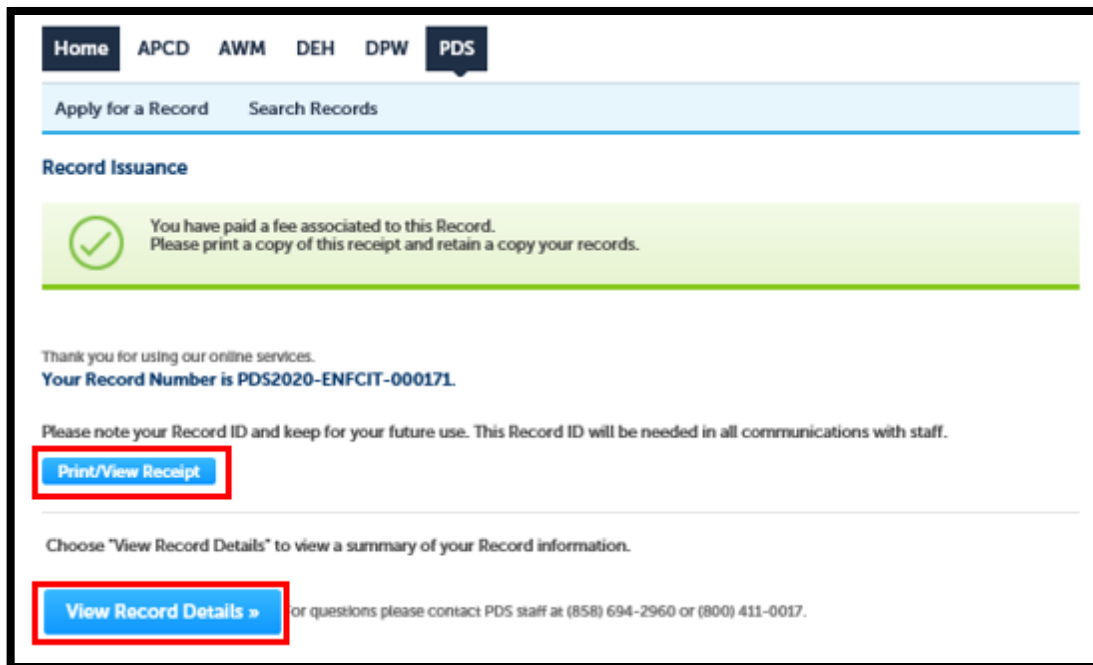 Home APCD AWM DEH DPW PDS
Apply for a Record Search Records
Record Issuance
You have paid a fee associated to this Record.
Please print a copy of this receipt and retain a copy your records.
Thank you for using our online services.
Your Record Number is PDS2020-ENFCIT-000171.
Please note your Record ID and keep for your future use. This Record ID will be needed in all communications with staff.
Print/View Receipt
Choose "View Record Details" to view a summary of your Record information.
View Record Details » or questions please contact PDS staff at (858) 694-2960 or (800) 411-0017.